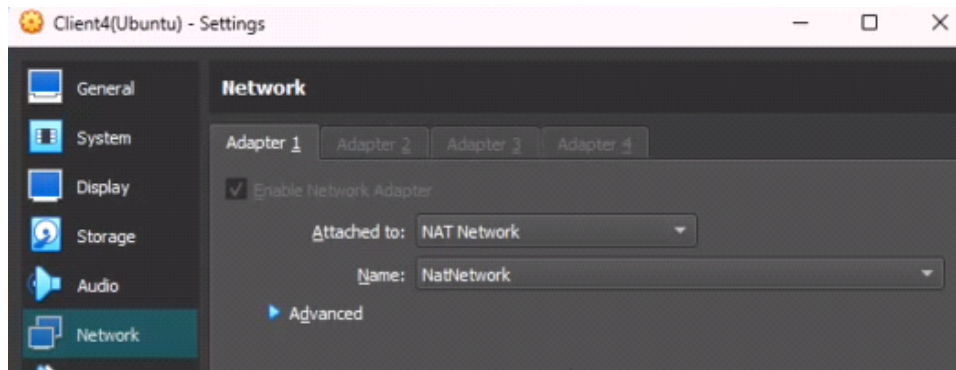 Client4(Ubuntu) - Settings
General
Network
System
Adapter 1
Adapter 2
Adapter 3
Adapter 4
Display
Enable Network Adapter
Attached to: NAT Network
Storage
Name: NatNetwork
Audio
Advanced
Network